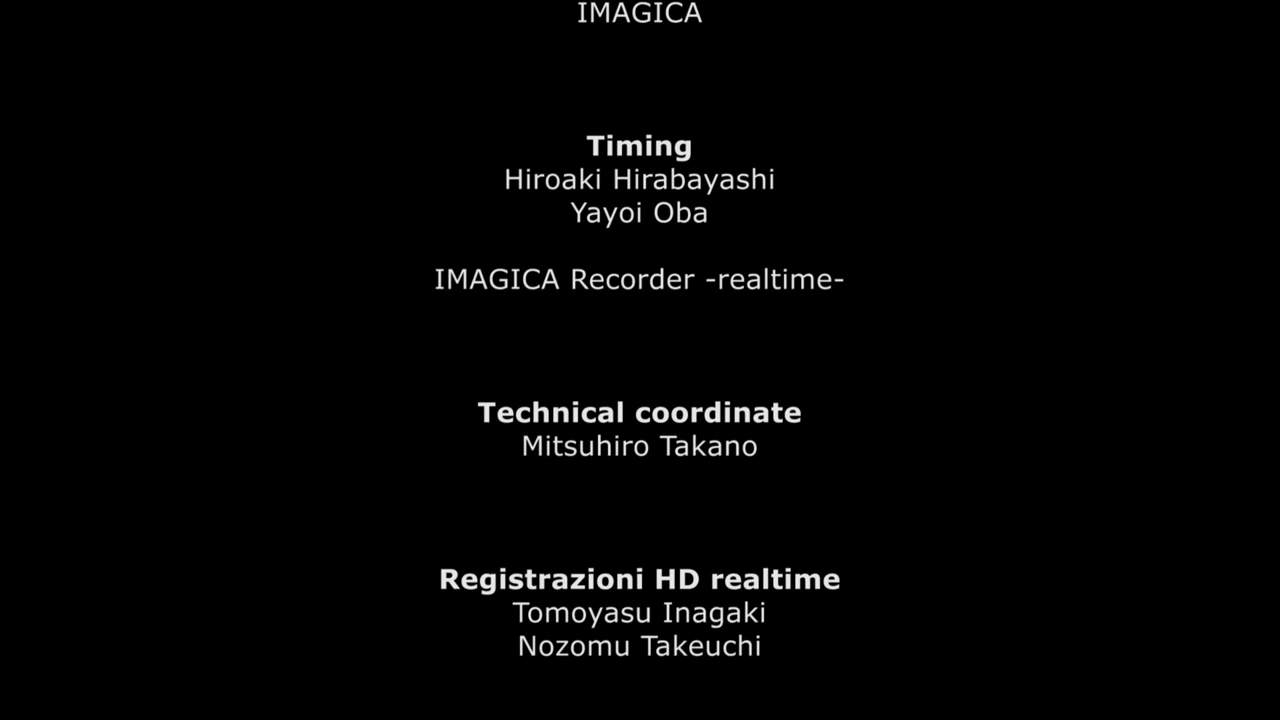 IMAGICA
Timing
Hiroaki Hirabayashi
Yayoi Oba
IMAGICA Recorder -realtime-
Technical coordinate
Mitsuhiro Takano
Registrazioni HD realtime
Tomoyasu Inagaki
Nozomu Takeuchi